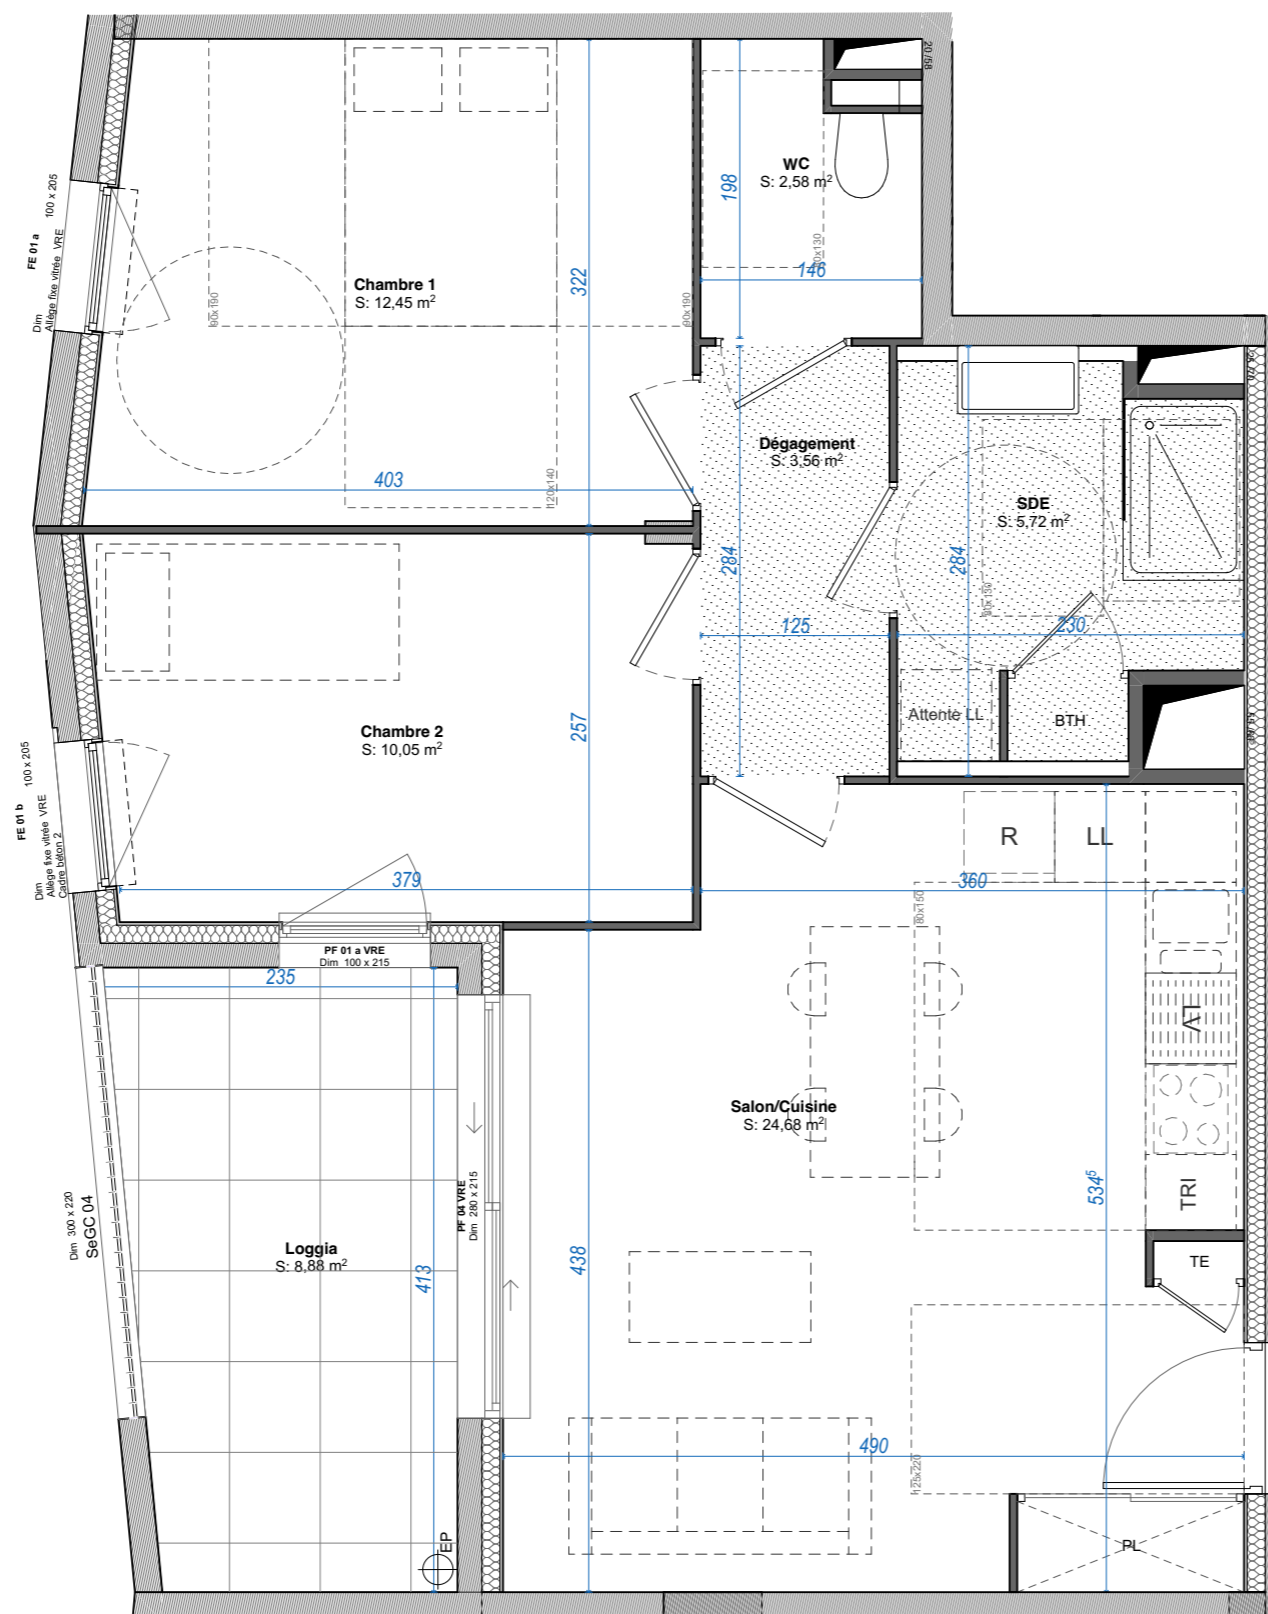 20 /58
WC
S: 2,58 m²
198
80x130
146
FE 01 a
Dim 100 x 205
Allège fixe vitrée VRE
Chambre 1
S: 12,45 m²
322
90x190
90x190
403
120x140
Dégagement
S: 3,56 m²
284
125
SDE
S: 5,72 m²
284
230
Attente LL
BTH
Chambre 2
S: 10,05 m²
257
379
FE 01 b
Dim 100 x 205
Allège fixe vitrée VRE
Cadre béton 2
PF 01 a VRE
Dim 100 x 215
235
R
LL
360
80x150
LV
Salon/Cuisine
S: 24,68 m²
534⁵
TRI
TE
PF 04 VRE
Dim 280 x 215
438
Dim 300 x 220
SeGC 04
Loggia
S: 8,88 m²
413
490
125x220
EP
PL